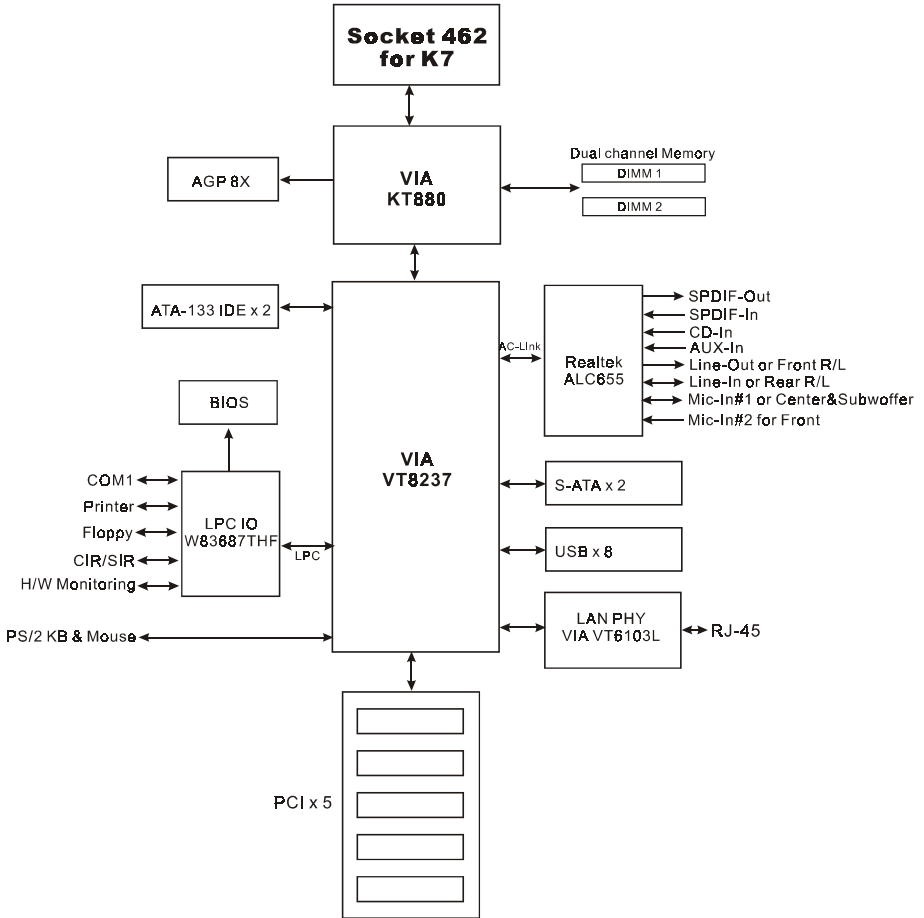 Socket 462
for K7
VIA
KT880
AGP 8X
Dual channel Memory
DIMM 1
DIMM 2
ATA-133 IDE x 2
VIA
VT8237
AC-Link
Realtek
ALC655
SPDIF-Out
SPDIF-In
CD-In
AUX-In
Line-Out or Front R/L
Line-In or Rear R/L
Mic-In#1 or Center&Subwoffer
Mic-In#2 for Front
BIOS
COM1
Printer
Floppy
CIR/SIR
H/W Monitoring
LPC IO
W83687THF
LPC
S-ATA x 2
USB x 8
LAN PHY
VIA VT6103L
RJ-45
PS/2 KB & Mouse
PCI x 5